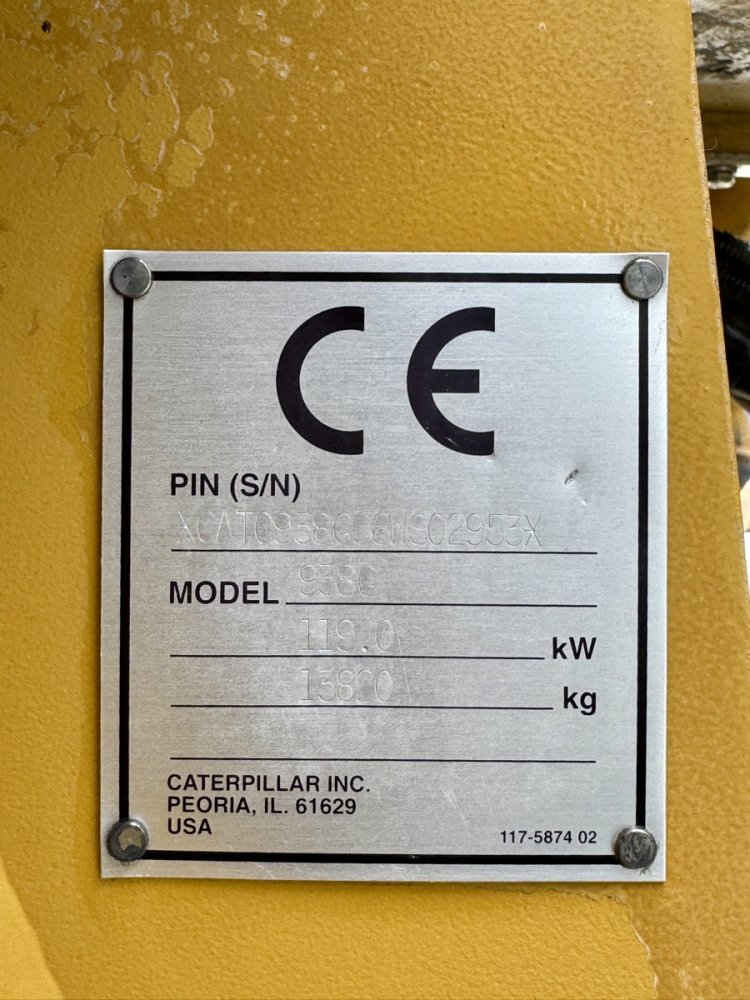 CE
PIN (S/N)
MODEL 938G
119.0 kW
kg
CATERPILLAR INC.
PEORIA, IL. 61629
USA
117-5874 02